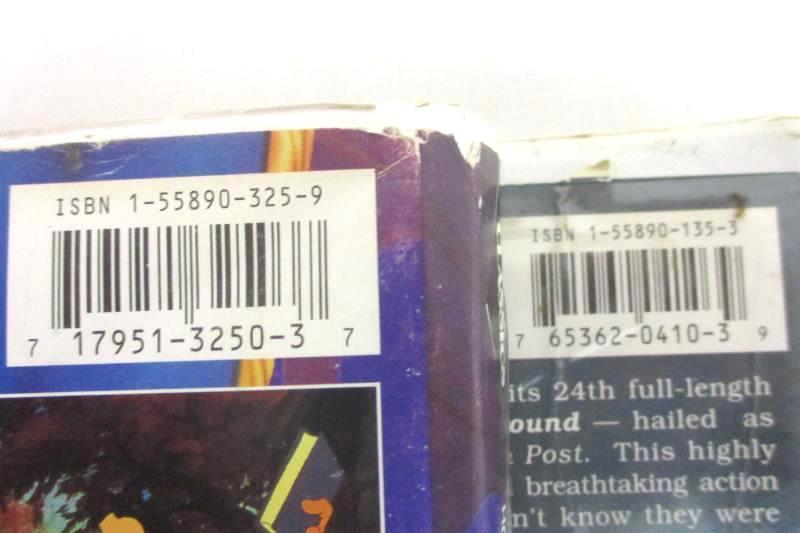 ISBN 1-55890-325-9
7 17951-3250-3 7
ISBN 1-55890-135-3
7 65362-0410-3 9
its 24th full-length
ound — hailed as
Post. This highly
breathtaking action
n't know they were